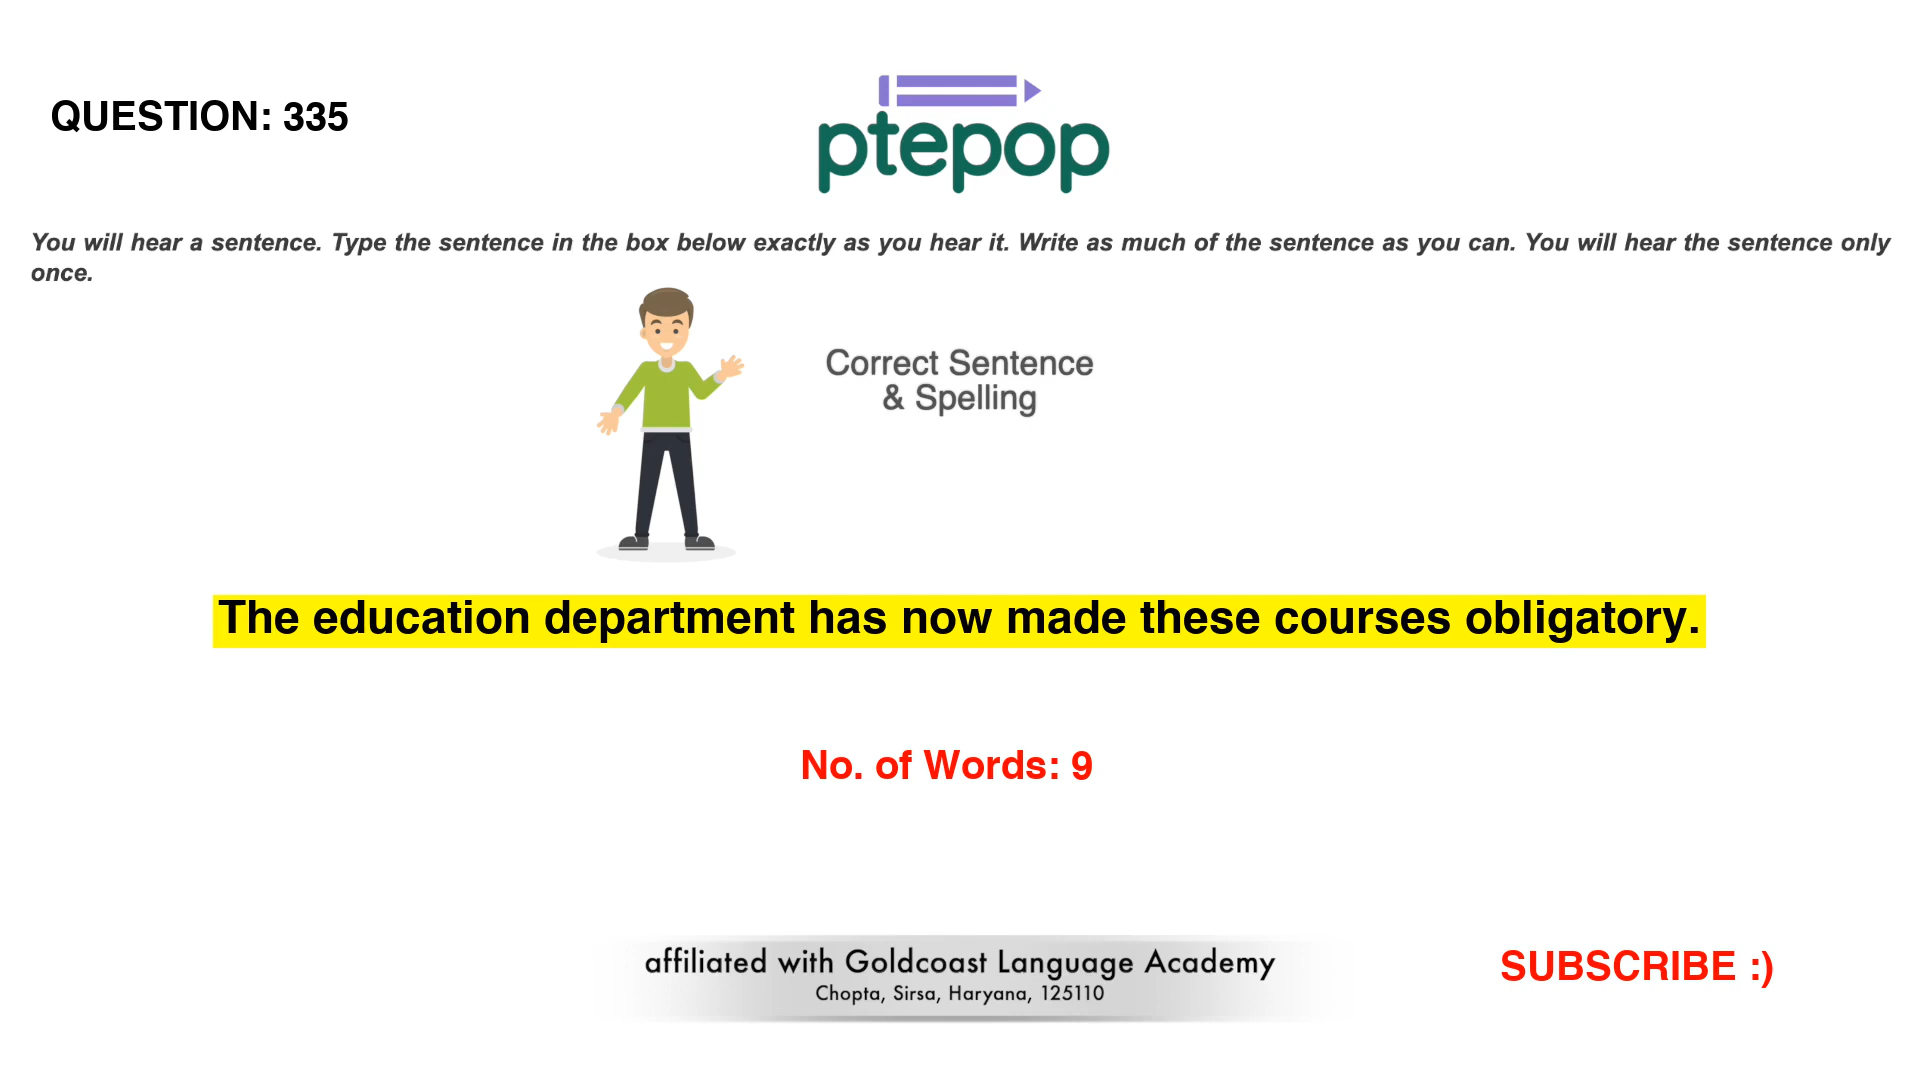 QUESTION: 335
ptepop
You will hear a sentence. Type the sentence in the box below exactly as you hear it. Write as much of the sentence as you can. You will hear the sentence only
once.
Correct Sentence
& Spelling
The education department has now made these courses obligatory.
No. of Words: 9
affiliated with Goldcoast Language Academy
Chopta, Sirsa, Haryana, 125110
SUBSCRIBE :)